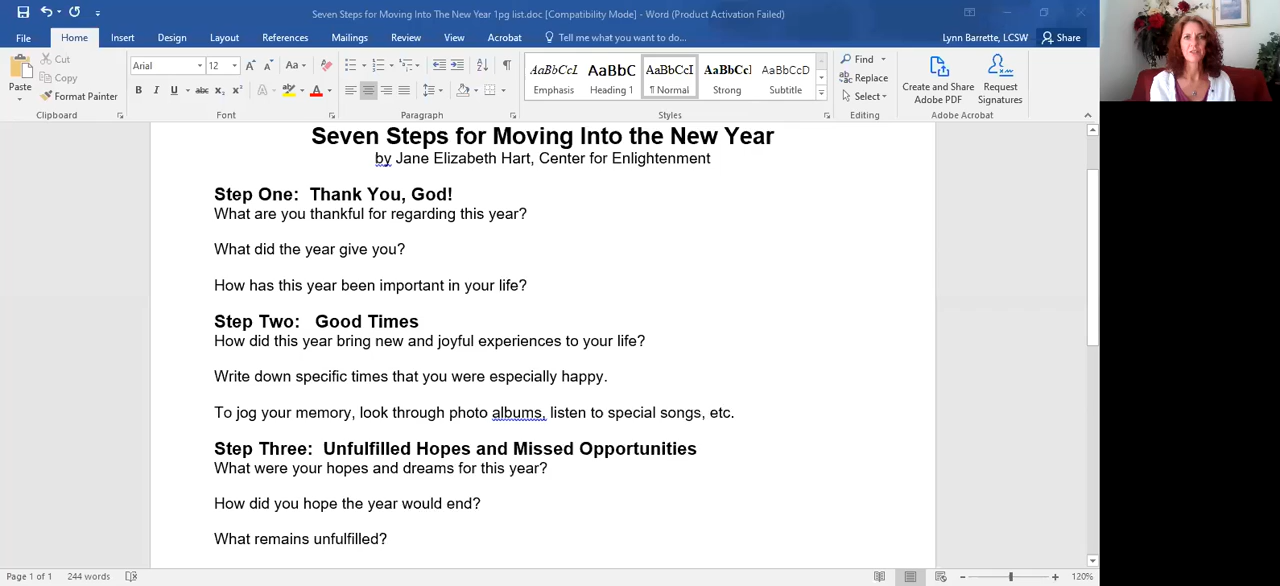 Seven Steps for Moving Into The New Year 1pg list.doc [Compatibility Mode] - Word (Product Activation Failed)
File Home Insert Design Layout References Mailings Review View Acrobat Tell me what you want to do... Lynn Barrette, LCSW Share
Paste
Cut
Copy
Format Painter
Clipboard
Arial 12
Aa
B I U abc X₂ X²
A A
Font
Paragraph
AaBbCcI AaBbC AaBbCcI AaBbCcl AaBbCcD
Emphasis Heading 1 ¶ Normal Strong Subtitle
Styles
Find
Replace
Select
Editing
Create and Share Adobe PDF
Request Signatures
Adobe Acrobat
Seven Steps for Moving Into the New Year
by Jane Elizabeth Hart, Center for Enlightenment
Step One: Thank You, God!
What are you thankful for regarding this year?
What did the year give you?
How has this year been important in your life?
Step Two: Good Times
How did this year bring new and joyful experiences to your life?
Write down specific times that you were especially happy.
To jog your memory, look through photo albums, listen to special songs, etc.
Step Three: Unfulfilled Hopes and Missed Opportunities
What were your hopes and dreams for this year?
How did you hope the year would end?
What remains unfulfilled?
Page 1 of 1 244 words 120%